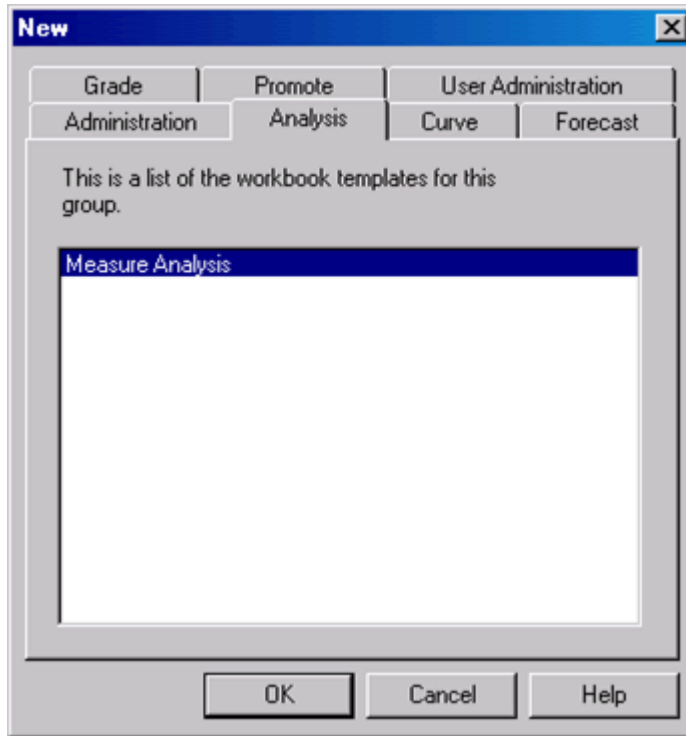 New
Grade Promote User Administration
Administration Analysis Curve Forecast
This is a list of the workbook templates for this
group.
Measure Analysis
OK Cancel Help